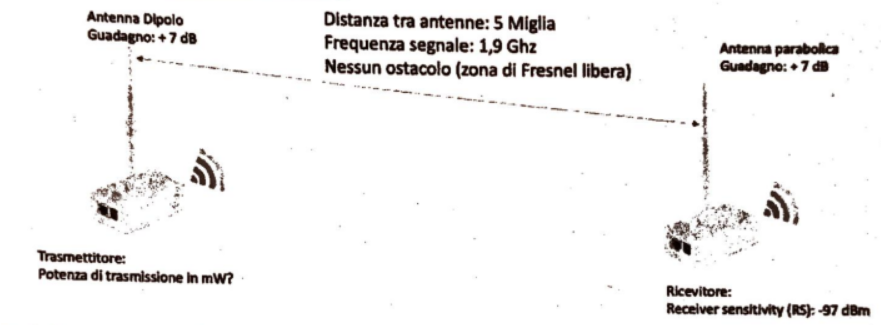 Antenna Dipolo
Guadagno: + 7 dB
Distanza tra antenne: 5 Miglia
Frequenza segnale: 1,9 Ghz
Nessun ostacolo (zona di Fresnel libera)
Antenna parabolica
Guadagno: + 7 dB
Trasmettitore:
Potenza di trasmissione in mW?
Ricevitore:
Receiver sensitivity (RS): -97 dBm